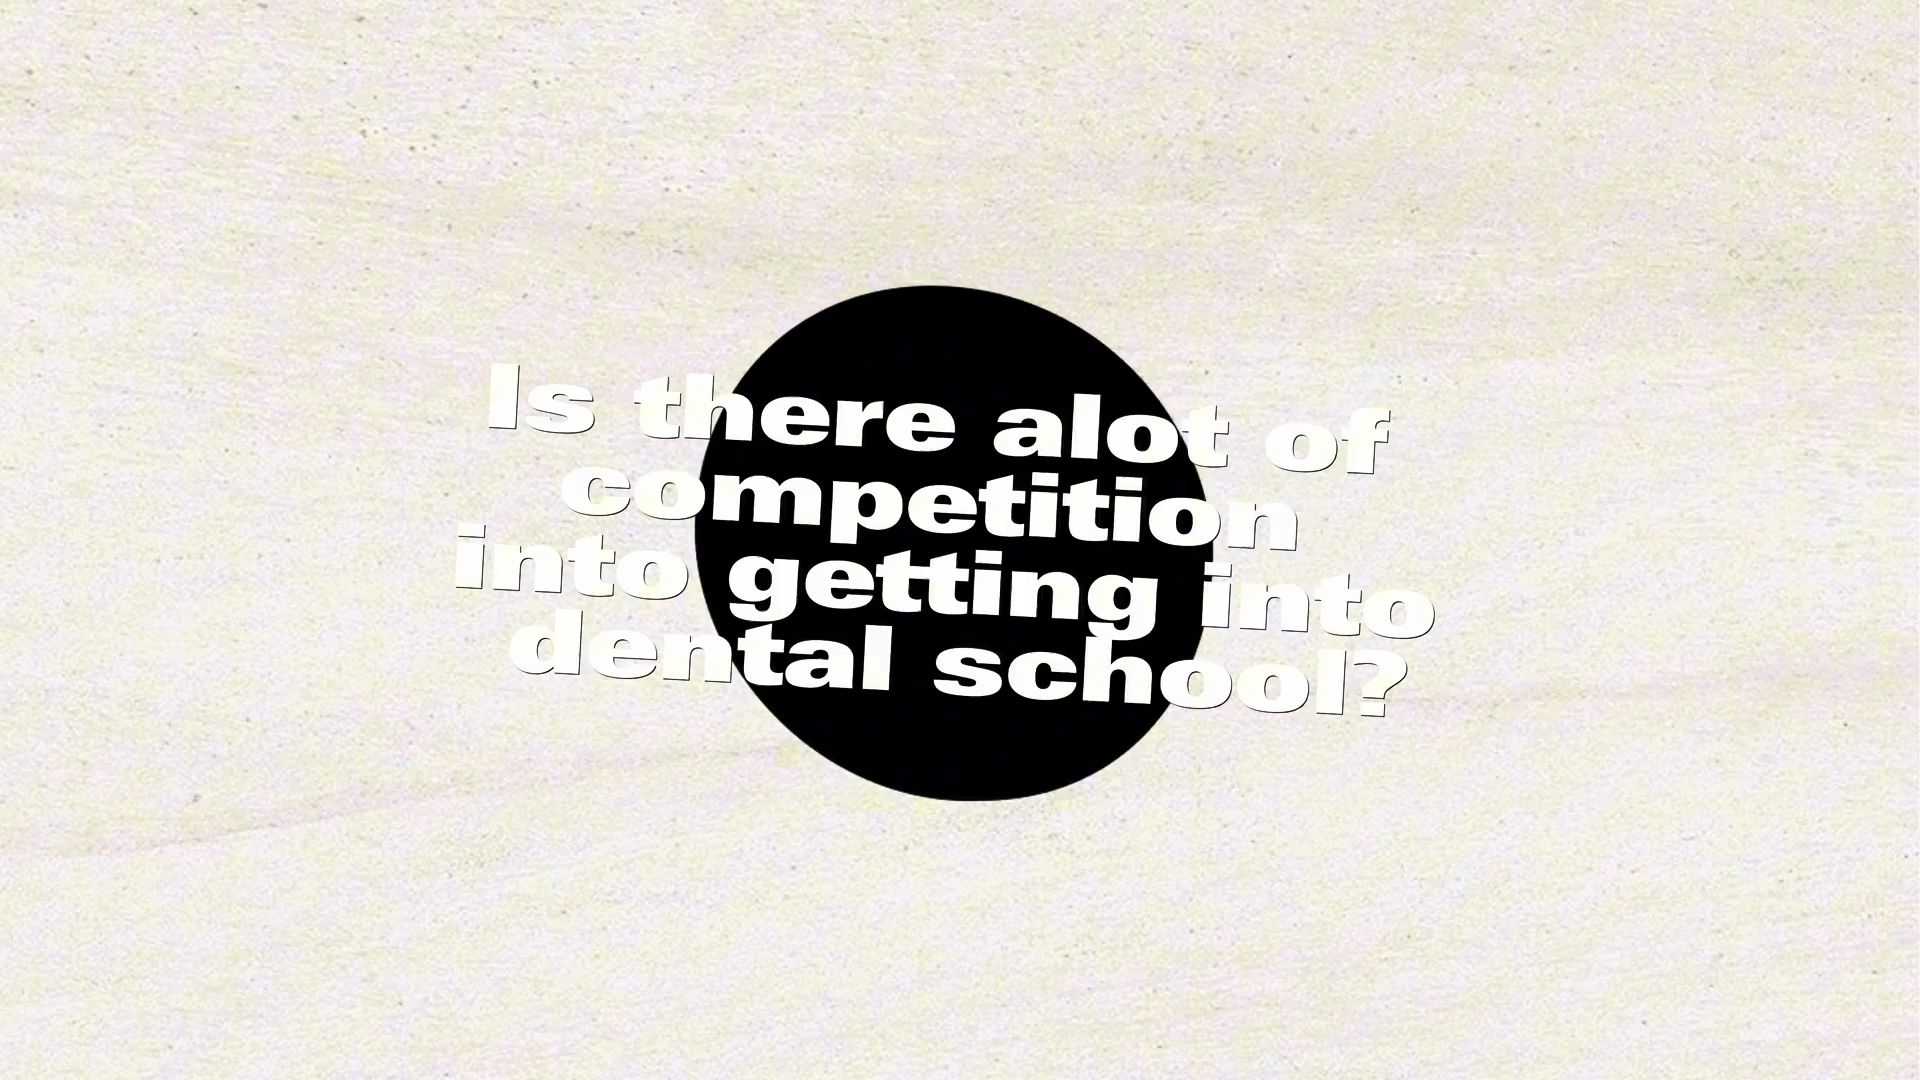 Is there alot of
competition
into getting into
dental school?